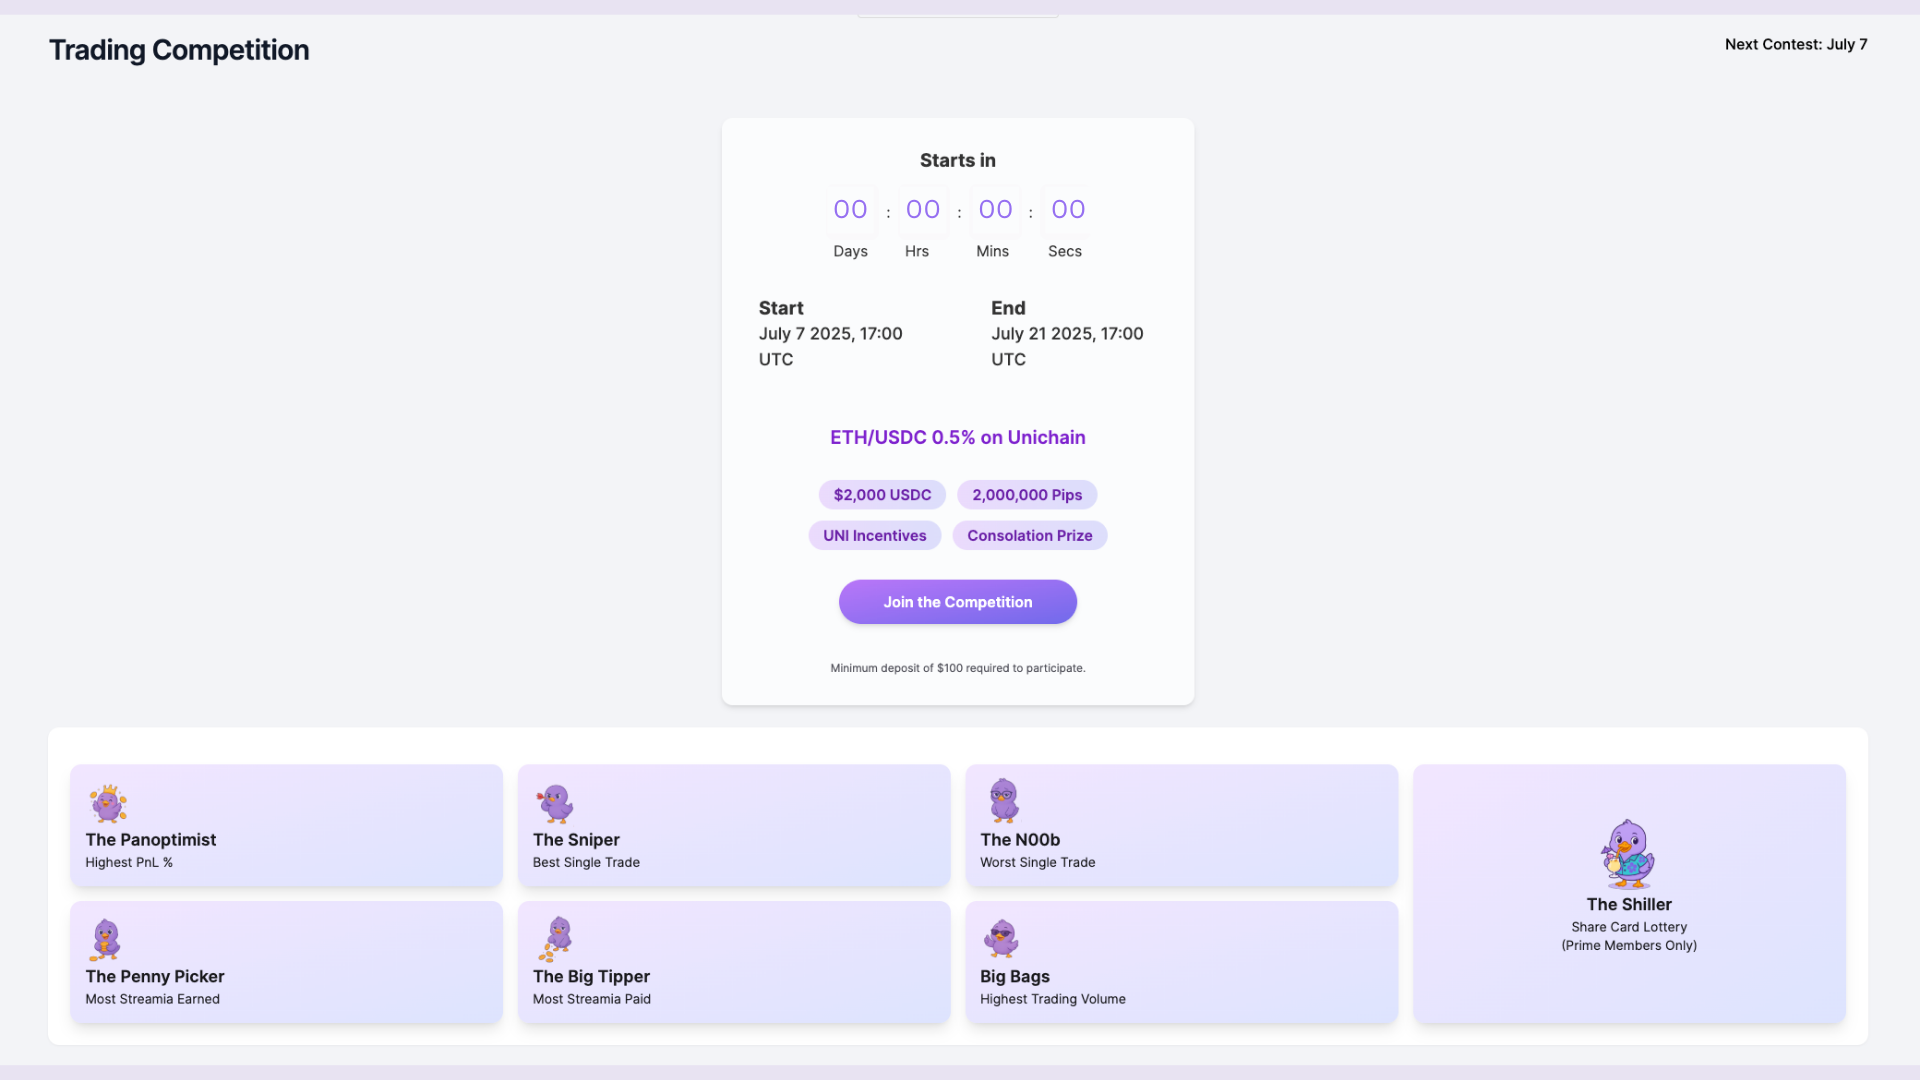 Trading Competition
Next Contest: July 7
Starts in
00 : 00 : 00 : 00
Days Hrs Mins Secs
Start
July 7 2025, 17:00
UTC
End
July 21 2025, 17:00
UTC
ETH/USDC 0.5% on Unichain
$2,000 USDC
2,000,000 Pips
UNI Incentives
Consolation Prize
Join the Competition
Minimum deposit of $100 required to participate.
The Panoptimist
Highest PnL %
The Sniper
Best Single Trade
The N00b
Worst Single Trade
The Penny Picker
Most Streamia Earned
The Big Tipper
Most Streamia Paid
Big Bags
Highest Trading Volume
The Shiller
Share Card Lottery
(Prime Members Only)